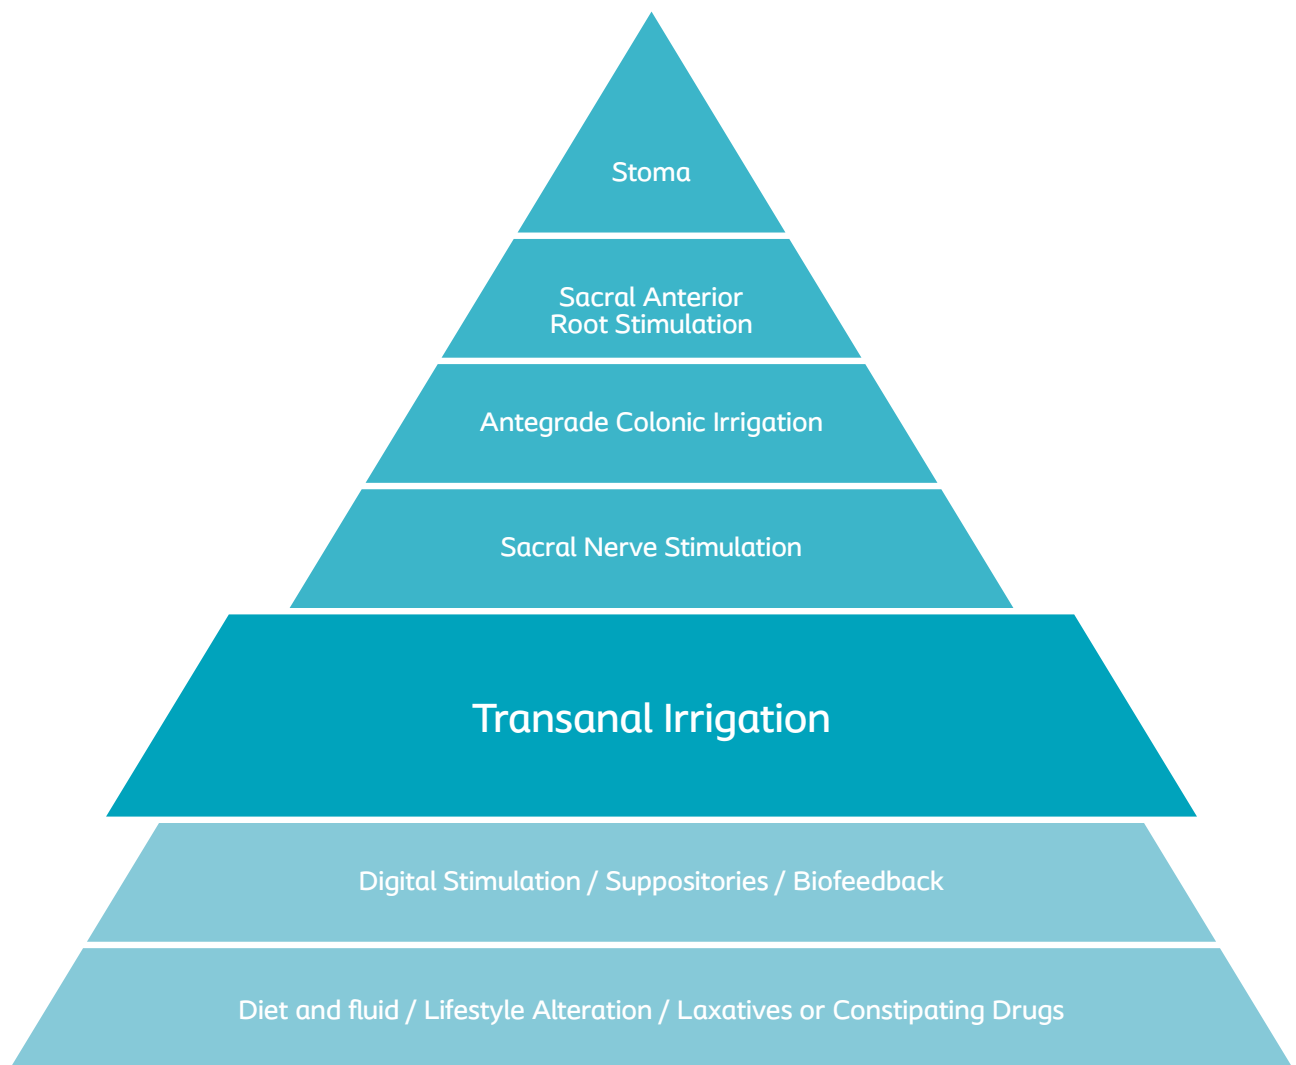 Stoma
Sacral Anterior
Root Stimulation
Antegrade Colonic Irrigation
Sacral Nerve Stimulation
Transanal Irrigation
Digital Stimulation / Suppositories / Biofeedback
Diet and fluid / Lifestyle Alteration / Laxatives or Constipating Drugs